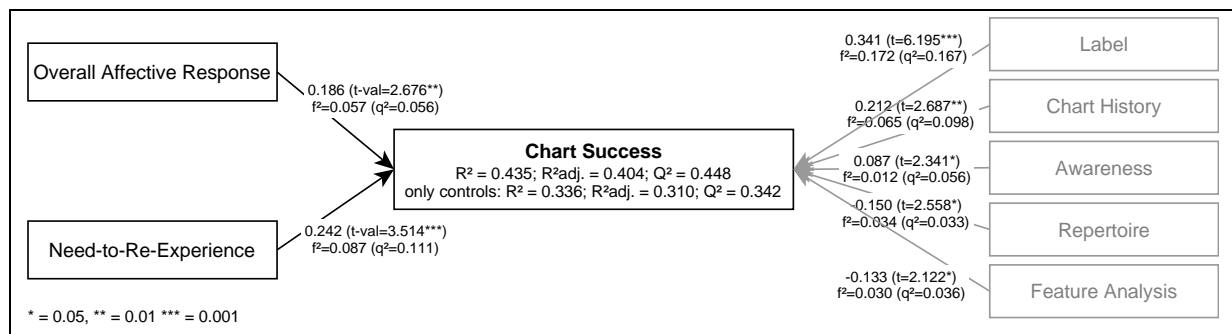 Overall Affective Response
0.186 (t-val=2.676**)
f²=0.057 (q²=0.056)
Need-to-Re-Experience
0.242 (t-val=3.514***)
f²=0.087 (q²=0.111)
Chart Success
R² = 0.435; R²adj. = 0.404; Q² = 0.448
only controls: R² = 0.336; R²adj. = 0.310; Q² = 0.342
0.341 (t=6.195***)
f²=0.172 (q²=0.167)
Label
0.212 (t=2.687**)
f²=0.065 (q²=0.098)
Chart History
0.087 (t=2.341*)
f²=0.012 (q²=0.056)
Awareness
-0.150 (t=2.558*)
f²=0.034 (q²=0.033)
Repertoire
-0.133 (t=2.122*)
f²=0.030 (q²=0.036)
Feature Analysis
* = 0.05, ** = 0.01 *** = 0.001